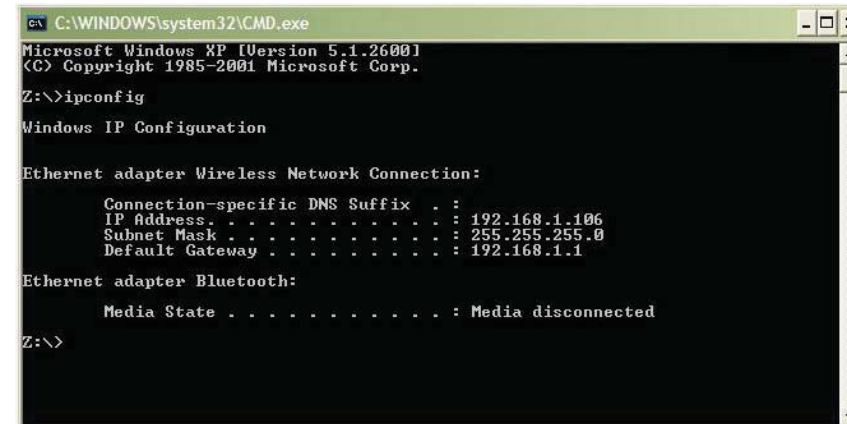 C:\WINDOWS\system32\CMD.exe
Microsoft Windows XP [Version 5.1.2600]
(C) Copyright 1985-2001 Microsoft Corp.
Z:\>ipconfig
Windows IP Configuration
Ethernet adapter Wireless Network Connection:
Connection-specific DNS Suffix . :
IP Address. . . . . . . . . . . . : 192.168.1.106
Subnet Mask . . . . . . . . . . . : 255.255.255.0
Default Gateway . . . . . . . . . : 192.168.1.1
Ethernet adapter Bluetooth:
Media State . . . . . . . . . . . : Media disconnected
Z:\>